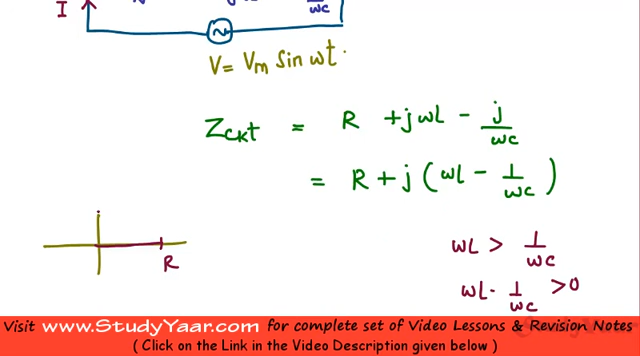 I
1/ωC
V = Vm sin ωt.
Zckt = R + jωL - j/ωC
= R + j(ωL - 1/ωC)
ωL > 1/ωC
R
ωL - 1/ωC > 0
Visit www.StudyYaar.com for complete set of Video Lessons & Revision Notes
( Click on the Link in the Video Description given below )